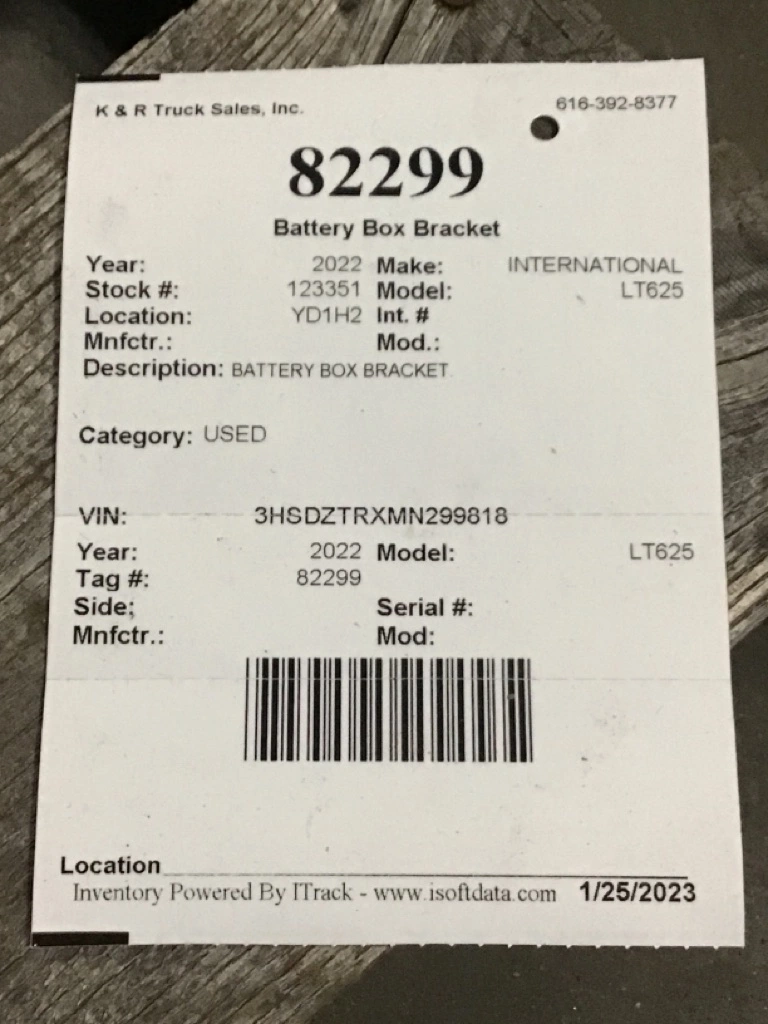 K & R Truck Sales, Inc. 616-392-8377
82299
Battery Box Bracket
Year: 2022 Make: INTERNATIONAL
Stock #: 123351 Model: LT625
Location: YD1H2 Int. #
Mnfctr.: Mod.:
Description: BATTERY BOX BRACKET
Category: USED
VIN: 3HSDZTRXMN299818
Year: 2022 Model: LT625
Tag #: 82299
Side: Serial #:
Mnfctr.: Mod:
Location
Inventory Powered By ITrack - www.isoftdata.com 1/25/2023